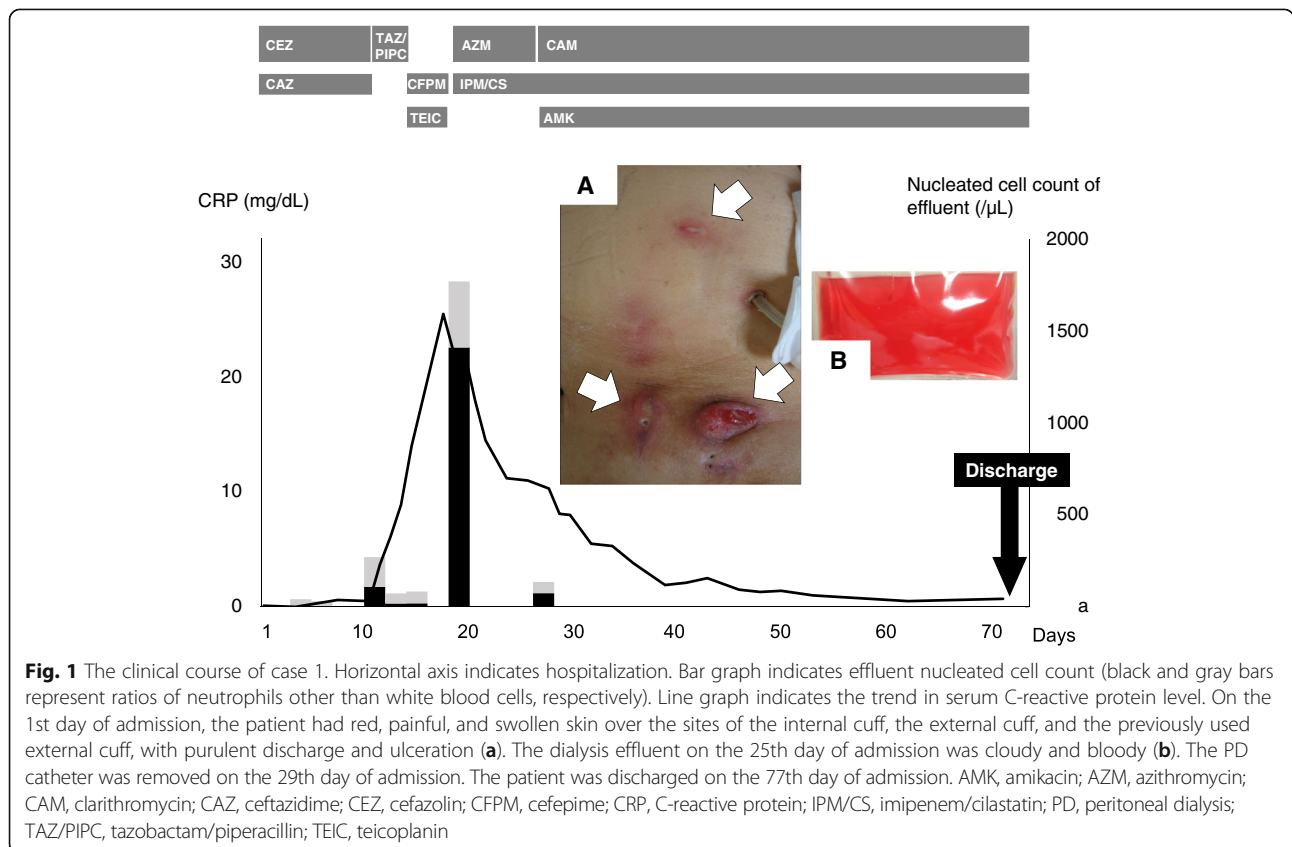 CEZ
TAZ/
PIPC
AZM
CAM
CAZ
CFPM
IPM/CS
TEIC
AMK
CRP (mg/dL)
Nucleated cell count of
effluent (/µL)
A
B
30
20
10
0
2000
1500
1000
500
a
Discharge
1
10
20
30
40
50
60
70
Days
Fig. 1 The clinical course of case 1. Horizontal axis indicates hospitalization. Bar graph indicates effluent nucleated cell count (black and gray bars
represent ratios of neutrophils other than white blood cells, respectively). Line graph indicates the trend in serum C-reactive protein level. On the
1st day of admission, the patient had red, painful, and swollen skin over the sites of the internal cuff, the external cuff, and the previously used
external cuff, with purulent discharge and ulceration (a). The dialysis effluent on the 25th day of admission was cloudy and bloody (b). The PD
catheter was removed on the 29th day of admission. The patient was discharged on the 77th day of admission. AMK, amikacin; AZM, azithromycin;
CAM, clarithromycin; CAZ, ceftazidime; CEZ, cefazolin; CFPM, cefepime; CRP, C-reactive protein; IPM/CS, imipenem/cilastatin; PD, peritoneal dialysis;
TAZ/PIPC, tazobactam/piperacillin; TEIC, teicoplanin